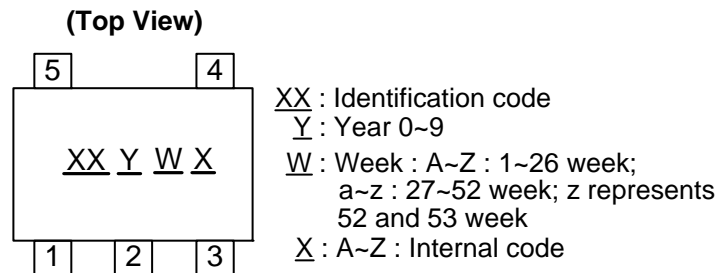 (Top View)
5 4
XX Y W X
1 2 3
XX : Identification code
Y : Year 0~9
W : Week : A~Z : 1~26 week;
a~z : 27~52 week; z represents
52 and 53 week
X : A~Z : Internal code